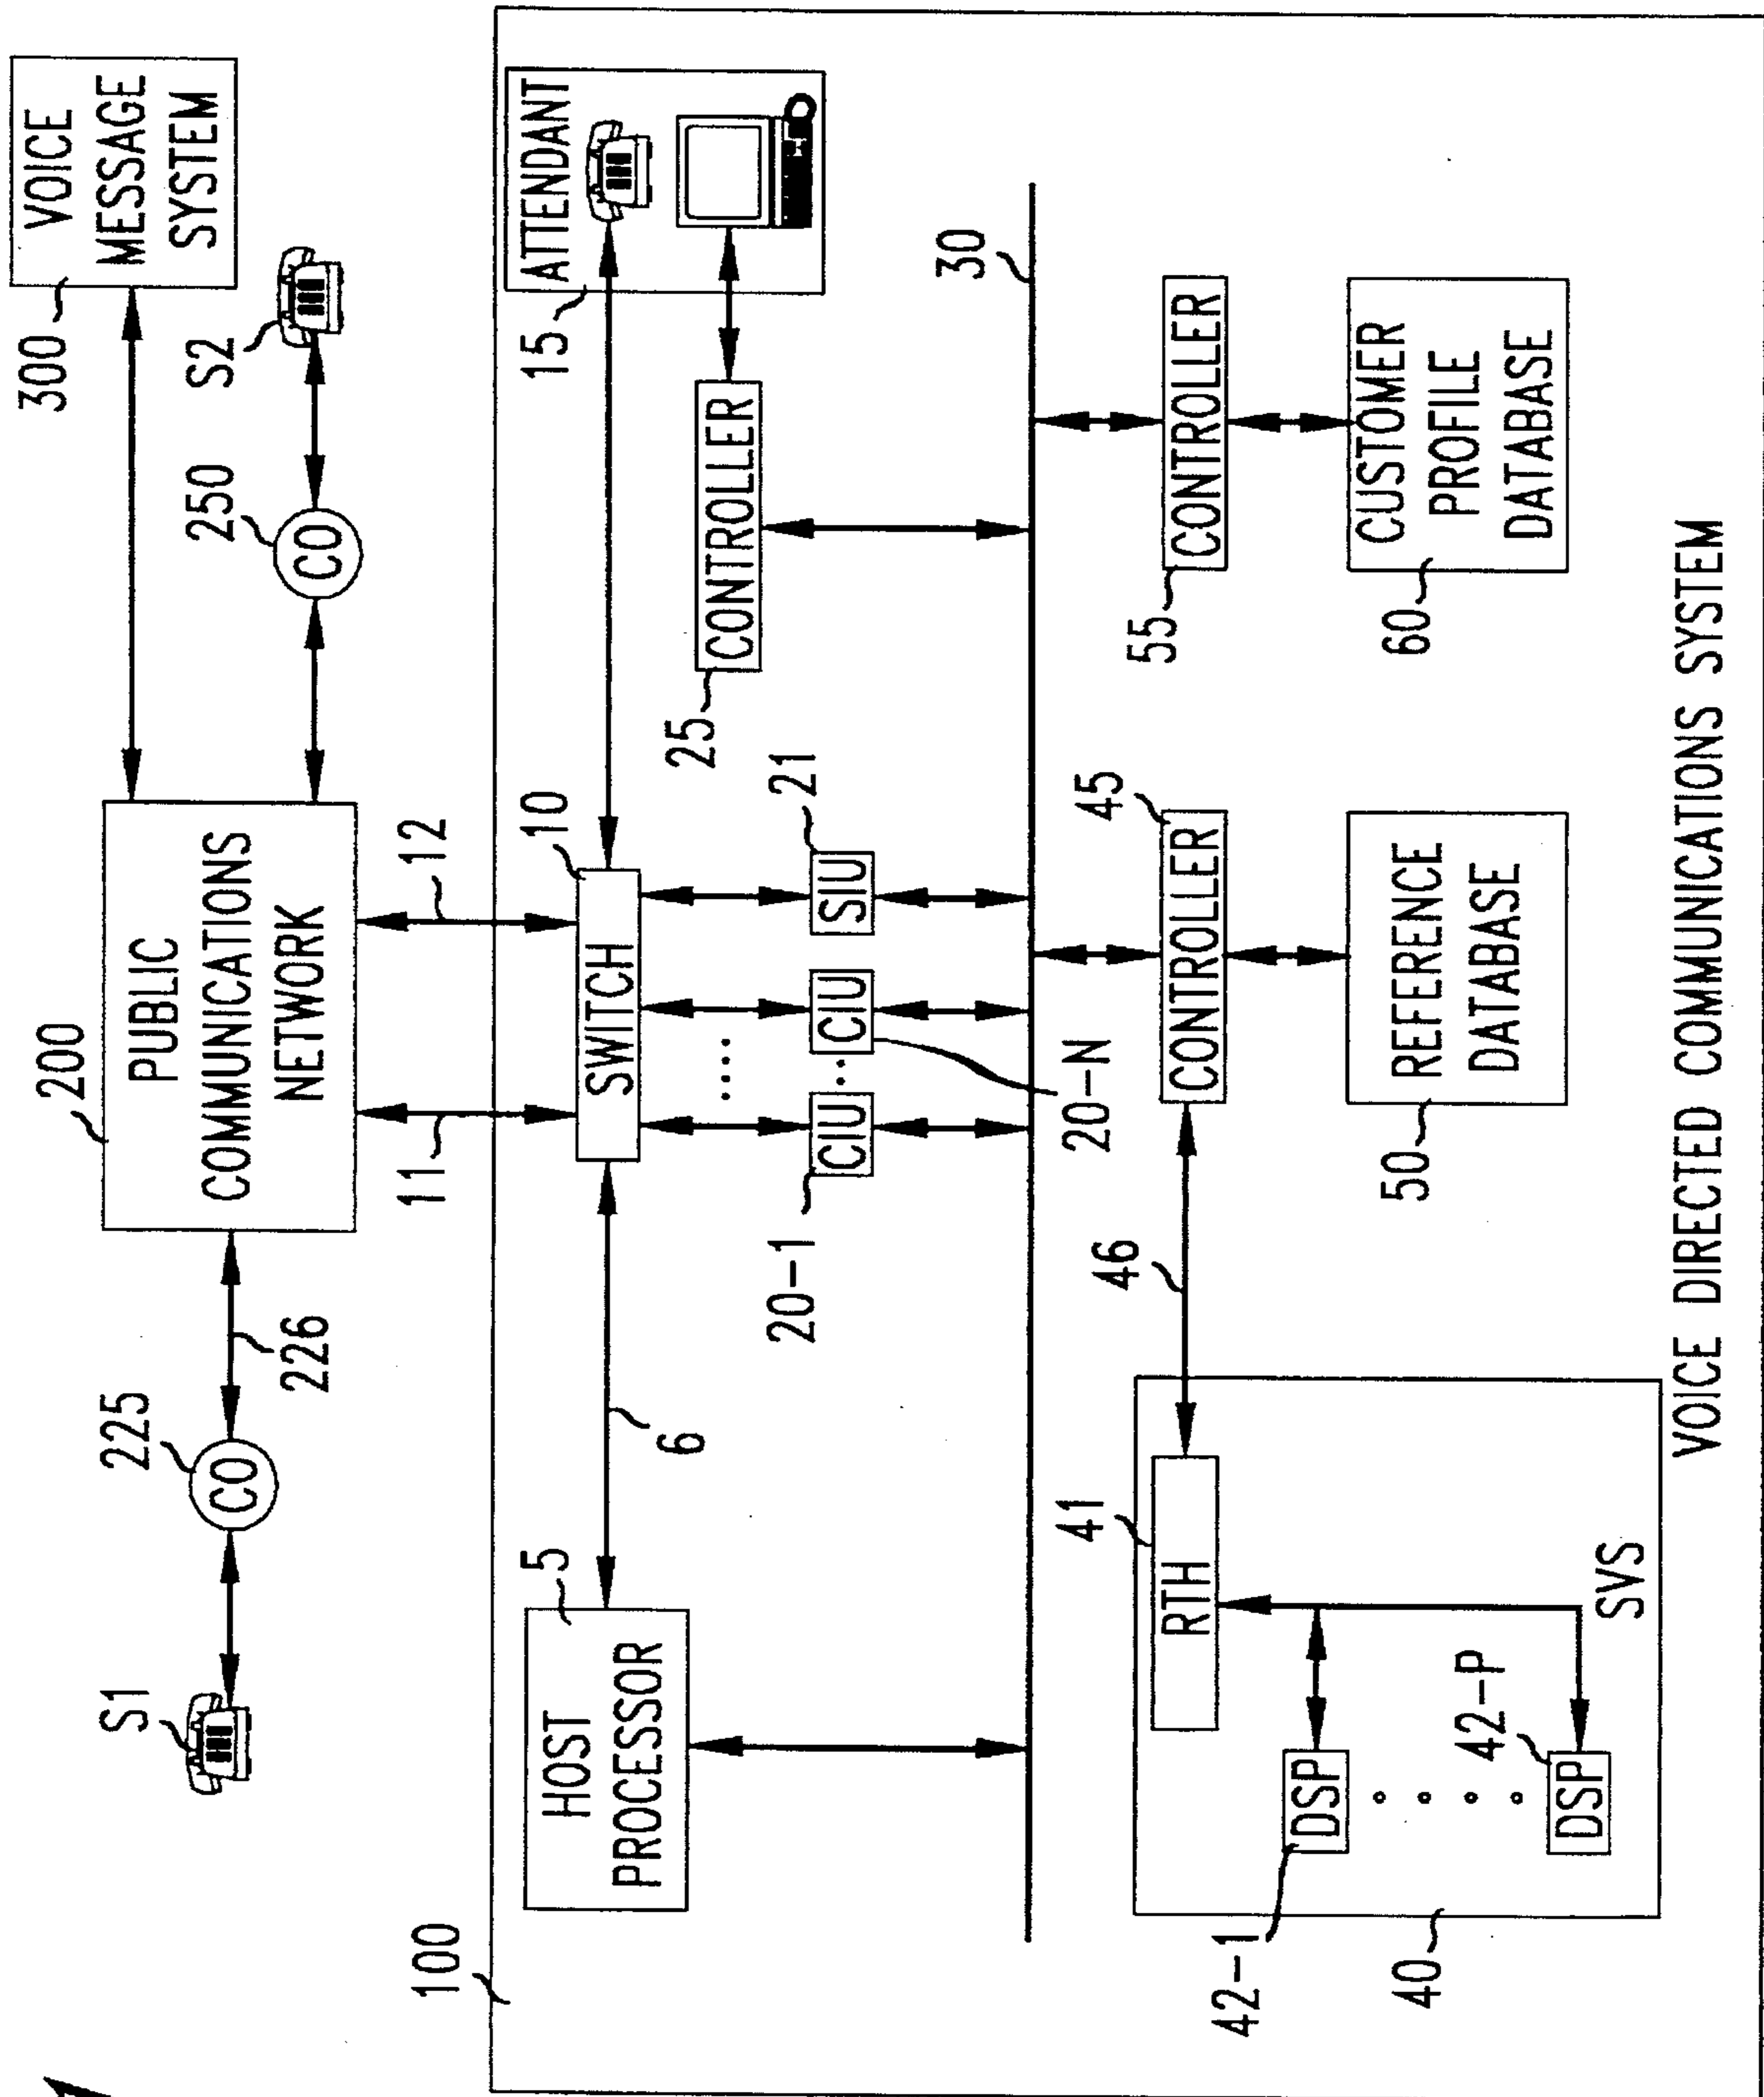 S1
225
CO
226
200
PUBLIC
COMMUNICATIONS
NETWORK
250
CO
S2
300
VOICE
MESSAGE
SYSTEM
11
12
100
HOST
PROCESSOR
5
6
SWITCH
10
15
ATTENDANT
20-1
CIU
....
..
CIU
20-N
SIU
21
25
CONTROLLER
30
40
RTH
41
42-1
DSP
....
DSP
42-P
SVS
46
CONTROLLER
45
50
REFERENCE
DATABASE
55
CONTROLLER
60
CUSTOMER
PROFILE
DATABASE
VOICE DIRECTED COMMUNICATIONS SYSTEM